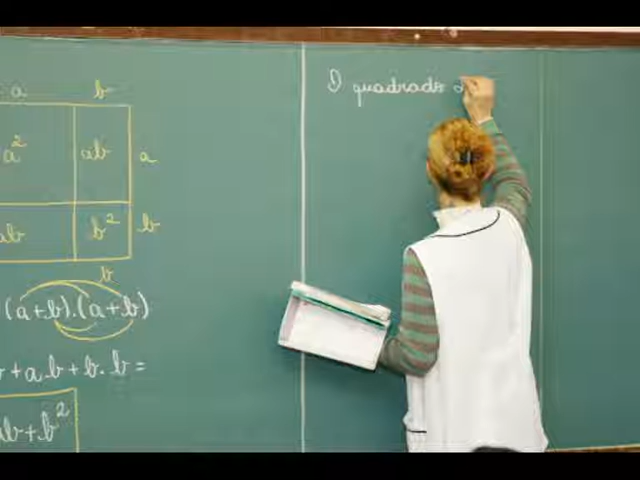 a b
a² ab a
ab b² b
b
(a+b).(a+b)
+a.b+b.b=
ab+b²
O quadrado